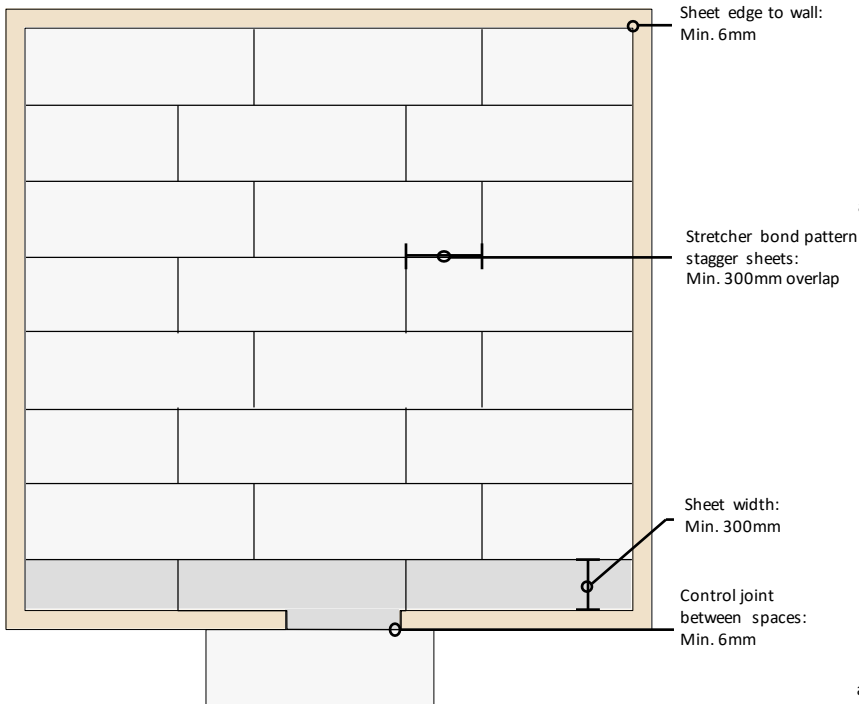 Sheet edge to wall:
Min. 6mm
Stretcher bond pattern
stagger sheets:
Min. 300mm overlap
Sheet width:
Min. 300mm
Control joint
between spaces:
Min. 6mm
a